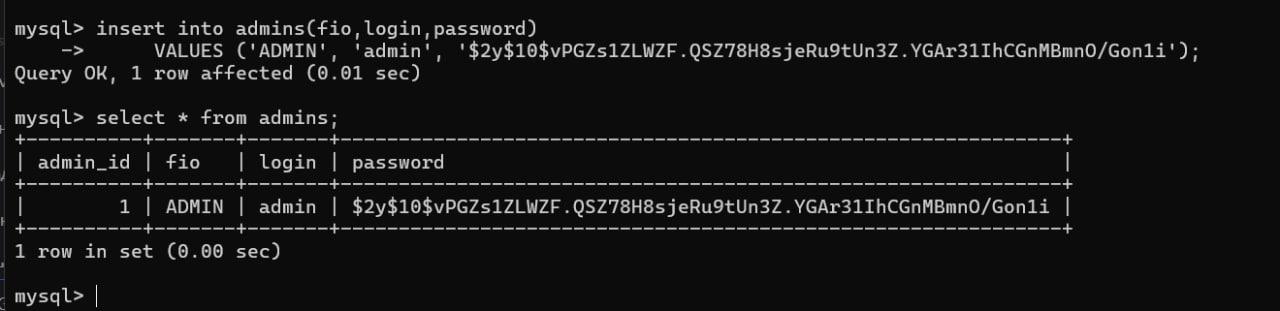 mysql> insert into admins(fio,login,password)
    ->      VALUES ('ADMIN', 'admin', '$2y$10$vPGZs1ZLWZF.QSZ78H8sjeRu9tUn3Z.YGAr31IhCGnMBmnO/Gon1i');
Query OK, 1 row affected (0.01 sec)

mysql> select * from admins;
+----------+-------+-------+--------------------------------------------------------------+
| admin_id | fio   | login | password                                                     |
+----------+-------+-------+--------------------------------------------------------------+
|        1 | ADMIN | admin | $2y$10$vPGZs1ZLWZF.QSZ78H8sjeRu9tUn3Z.YGAr31IhCGnMBmnO/Gon1i |
+----------+-------+-------+--------------------------------------------------------------+
1 row in set (0.00 sec)

mysql>